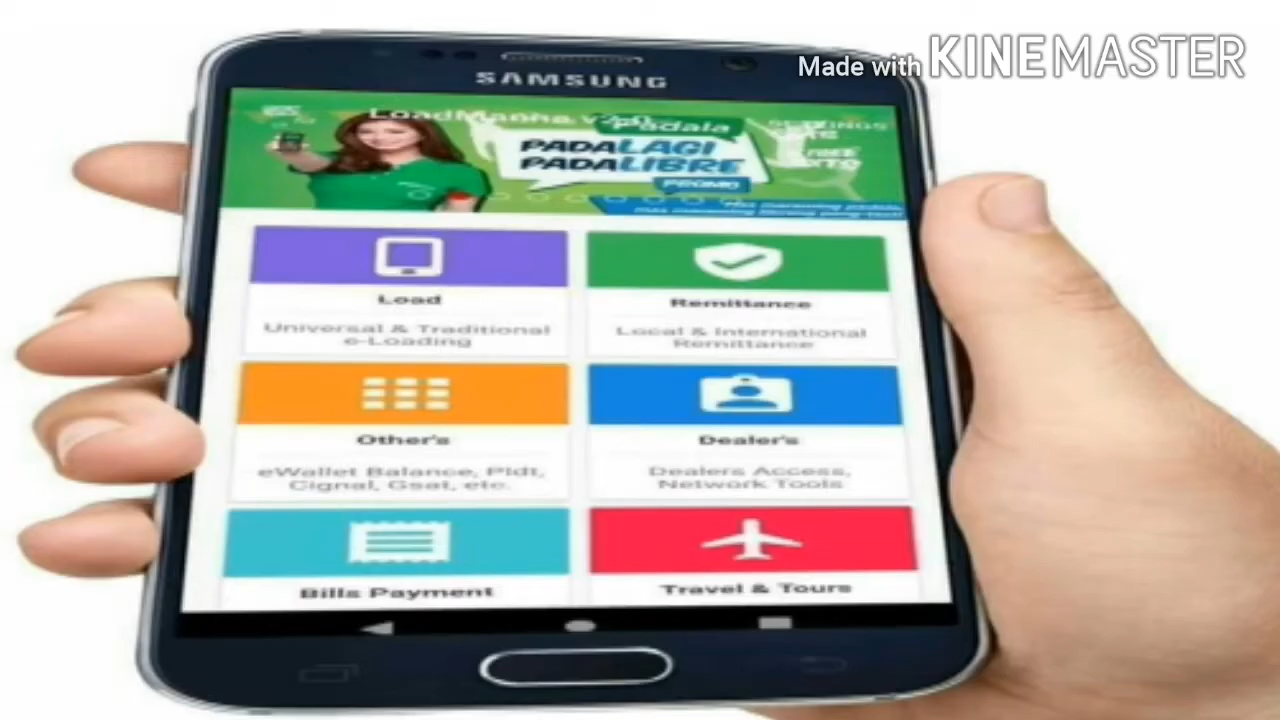 Made with KINEMASTER
SAMSUNG
LoadManna
Padala
PADALAGI
PADALIBRE
PROMO
Load
Universal & Traditional
e-Loading
Remittance
Local & International
Remittance
Other's
eWallet Balance, Pldt,
Cignal, Gsat, etc.
Dealer's
Dealers Access,
Network Tools
Bills Payment
Travel & Tours